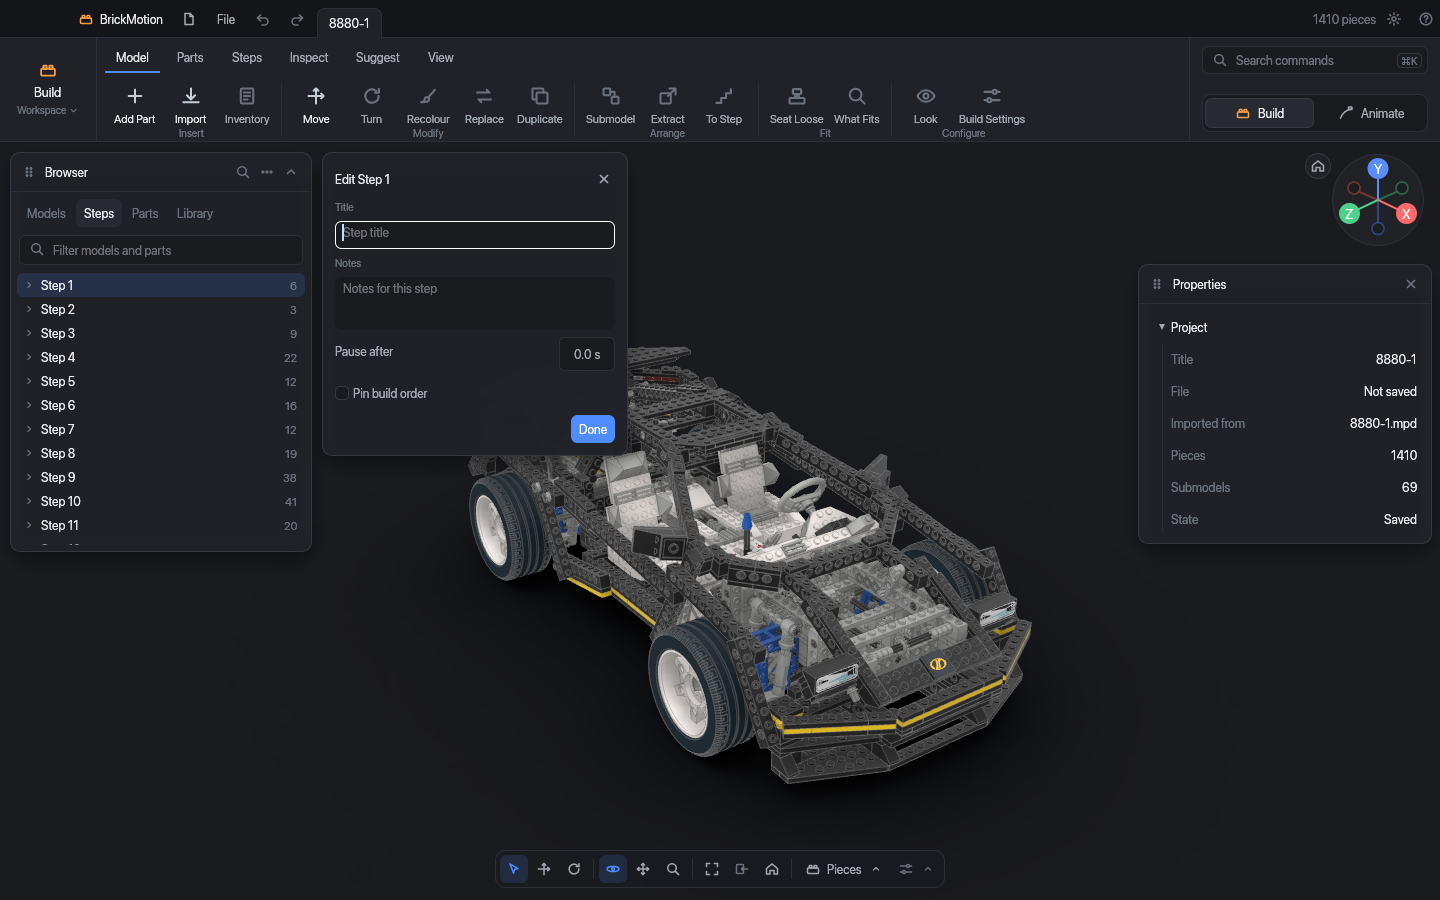 BrickMotion File 8880-1 1410 pieces
Model Parts Steps Inspect Suggest View
Search commands ⌘K
Build
Workspace
Add Part Import Inventory Move Turn Recolour Replace Duplicate Submodel Extract To Step Seat Loose What Fits Look Build Settings
Insert Modify Arrange Fit Configure
Build Animate
Browser
Models Steps Parts Library
Filter models and parts
Step 1 6
Step 2 3
Step 3 9
Step 4 22
Step 5 12
Step 6 16
Step 7 12
Step 8 19
Step 9 38
Step 10 41
Step 11 20
Edit Step 1
Title
Step title
Notes
Notes for this step
Pause after 0.0 s
Pin build order
Done
Y
Z X
Properties
Project
Title 8880-1
File Not saved
Imported from 8880-1.mpd
Pieces 1410
Submodels 69
State Saved
Pieces